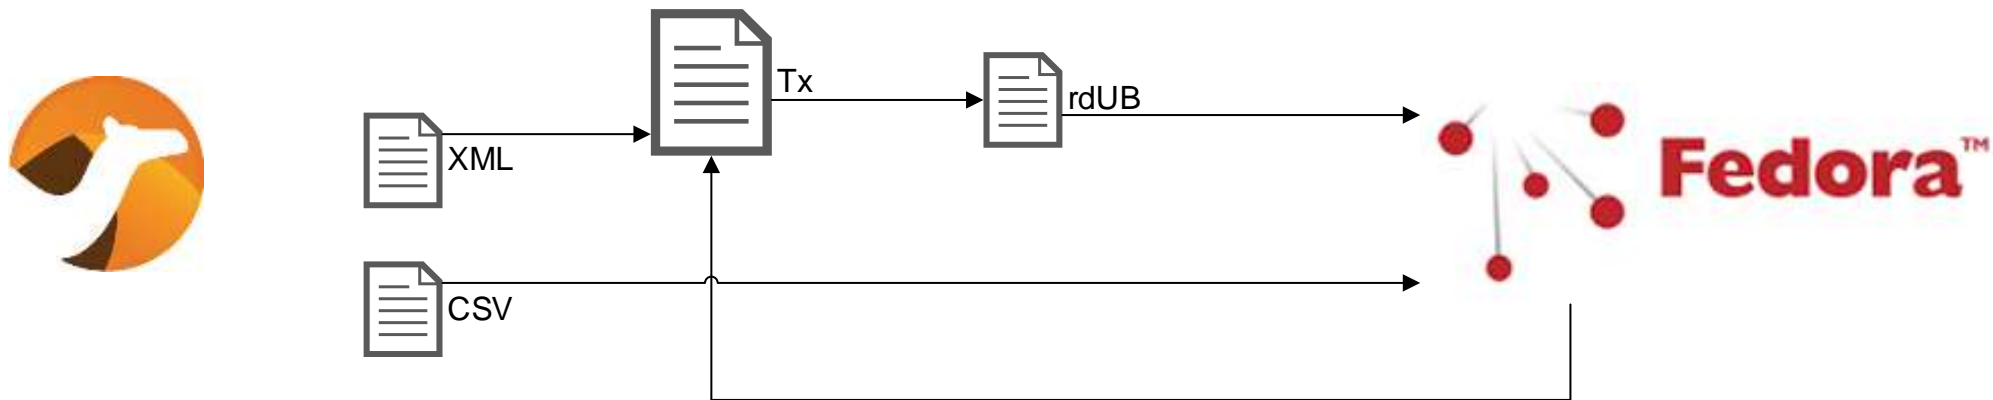 Tx
rdUB
XML
Fedora™
CSV